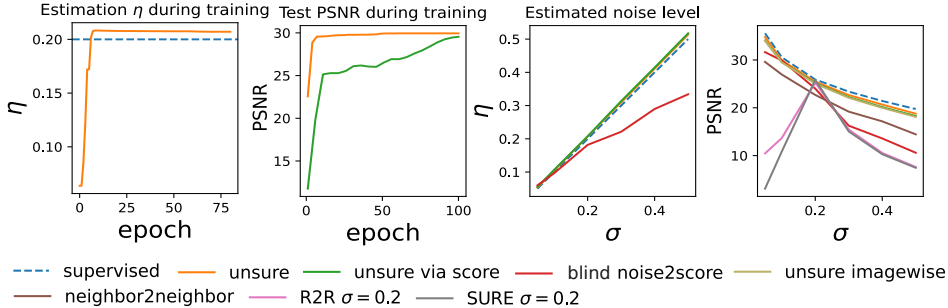 Estimation η during training
Test PSNR during training
Estimated noise level
η
0.20
0.15
0.10
0
25
50
75
epoch
PSNR
30
25
20
15
0
50
100
epoch
η
0.5
0.4
0.3
0.2
0.1
0.2
0.4
σ
PSNR
30
20
10
0.2
0.4
σ
supervised unsure unsure via score blind noise2score unsure imagewise
neighbor2neighbor R2R σ = 0.2 SURE σ = 0.2